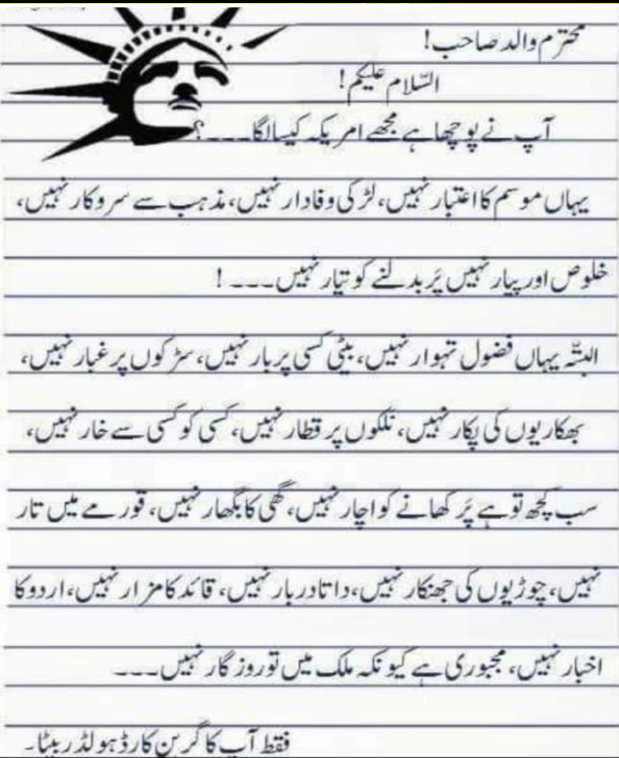 محترم والد صاحب!
السّلام علیکم!
آپ نے پوچھا ہے مجھے امریکہ کیسا لگا۔۔۔۔؟
یہاں موسم کا اعتبار نہیں، لڑکی وفادار نہیں، مذہب سے سروکار نہیں،
خلوص اور پیار نہیں پَر بدلنے کو تیّار نہیں۔۔۔۔ !
البتّہ یہاں فضول تہوار نہیں، بیٹی کسی پر بار نہیں، سڑکوں پر غبار نہیں،
بھکاریوں کی پکار نہیں، نلکوں پر قطار نہیں، کسی کو کسی سے خار نہیں،
سب کچھ تو ہے پَر کھانے کو اچار نہیں، گھی کا بگھار نہیں، قورمے میں تار
نہیں، چوڑیوں کی جھنکار نہیں، داتا دربار نہیں، قائد کا مزار نہیں، اردو کا
اخبار نہیں، مجبوری ہے کیونکہ ملک میں تو روزگار نہیں۔۔۔۔
فقط آپ کا گرین کارڈ ہولڈر بیٹا۔